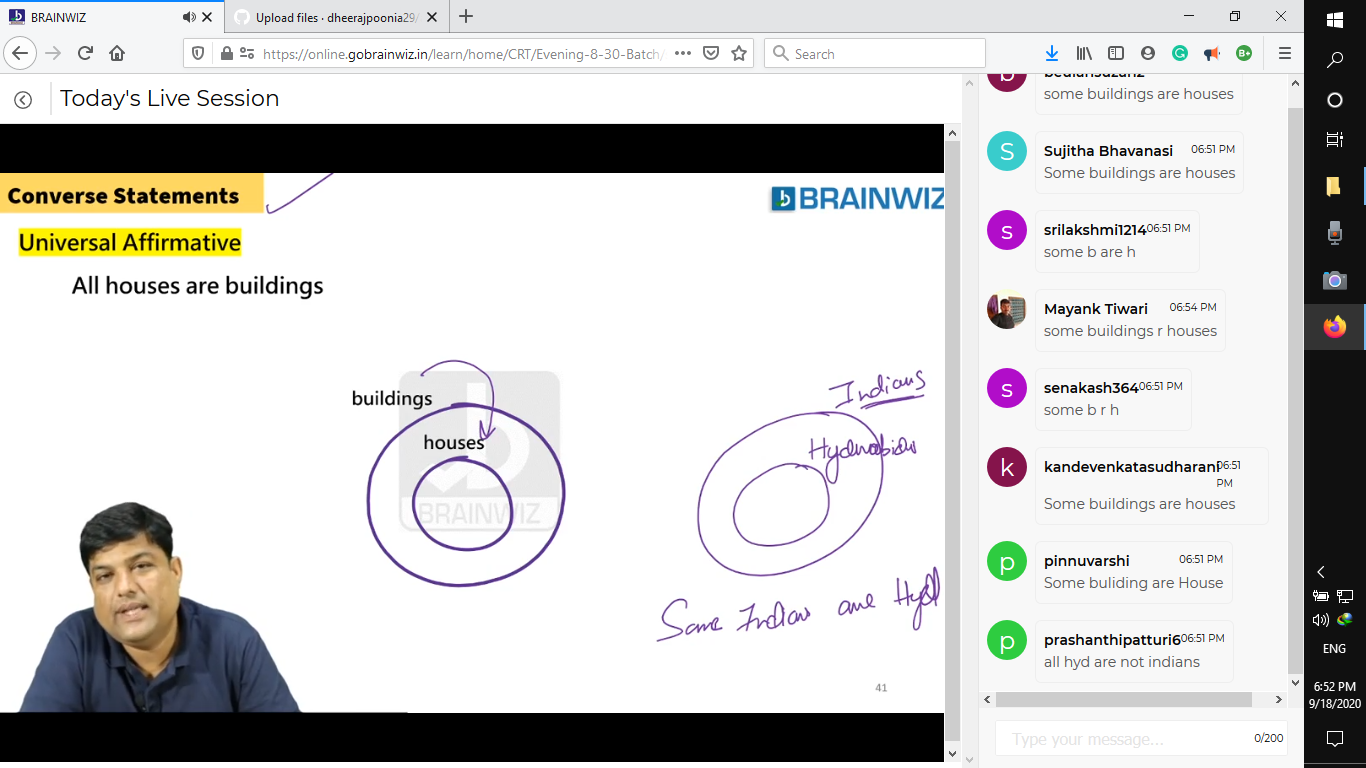 BRAINWIZ
Upload files · dheerajpoonia29/
https://online.gobrainwiz.in/learn/home/CRT/Evening-8-30-Batch/
Search
Today's Live Session
Converse Statements
BRAINWIZ
Universal Affirmative
All houses are buildings
buildings
houses
BRAINWIZ
Indians
Some Indians are Hyd
41
some buildings are houses
S
Sujitha Bhavanasi 06:51 PM
Some buildings are houses
s
srilakshmi1214 06:51 PM
some b are h
Mayank Tiwari 06:54 PM
some buildings r houses
s
senakash364 06:51 PM
some b r h
k
kandevenkatasudharani 06:51
PM
Some buildings are houses
p
pinnuvarshi 06:51 PM
Some buliding are House
p
prashanthipatturi6 06:51 PM
all hyd are not indians
Type your message...
0/200
ENG
6:52 PM
9/18/2020